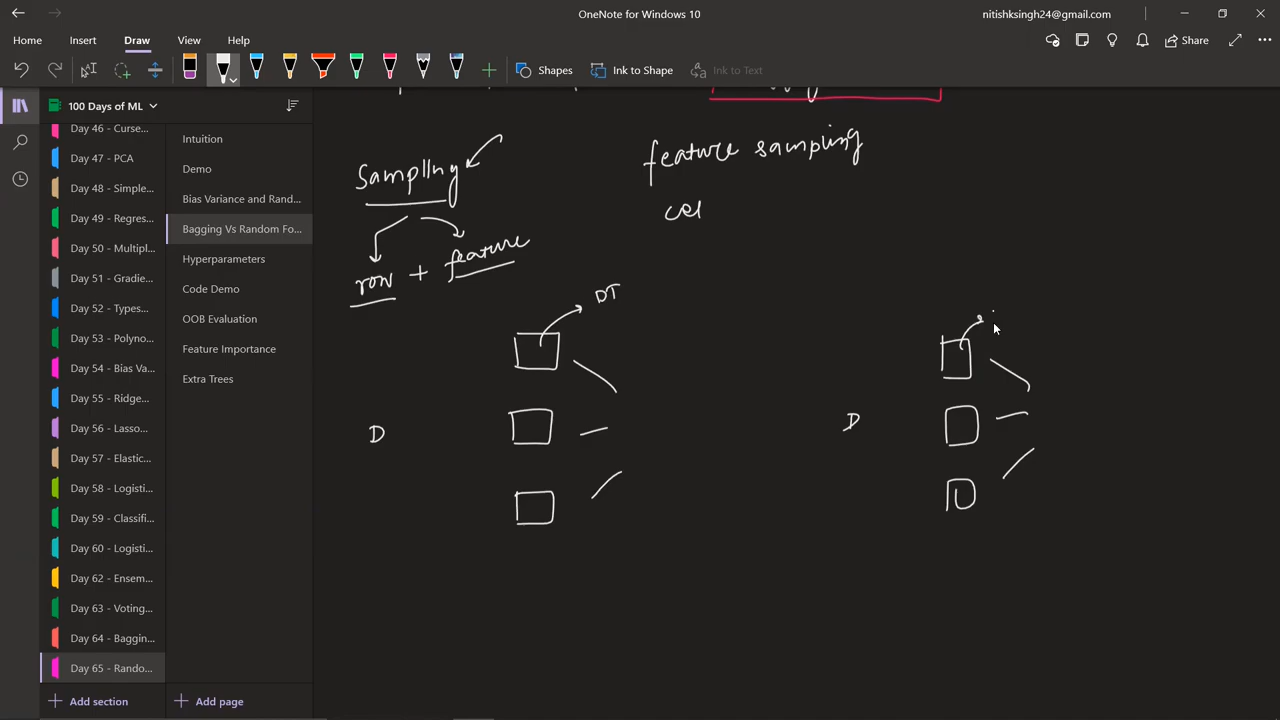 OneNote for Windows 10
nitishksingh24@gmail.com
Home Insert Draw View Help
Shapes Ink to Shape Ink to Text
Share
100 Days of ML
Day 46 - Curse...
Day 47 - PCA
Day 48 - Simple...
Day 49 - Regres...
Day 50 - Multipl...
Day 51 - Gradie...
Day 52 - Types...
Day 53 - Polyno...
Day 54 - Bias Va...
Day 55 - Ridge...
Day 56 - Lasso...
Day 57 - Elastic...
Day 58 - Logisti...
Day 59 - Classifi...
Day 60 - Logisti...
Day 62 - Ensem...
Day 63 - Voting...
Day 64 - Baggin...
Day 65 - Rando...
Add section
Intuition
Demo
Bias Variance and Rand...
Bagging Vs Random Fo...
Hyperparameters
Code Demo
OOB Evaluation
Feature Importance
Extra Trees
Add page
Sampling
row + feature
feature sampling
col
DT
D
D